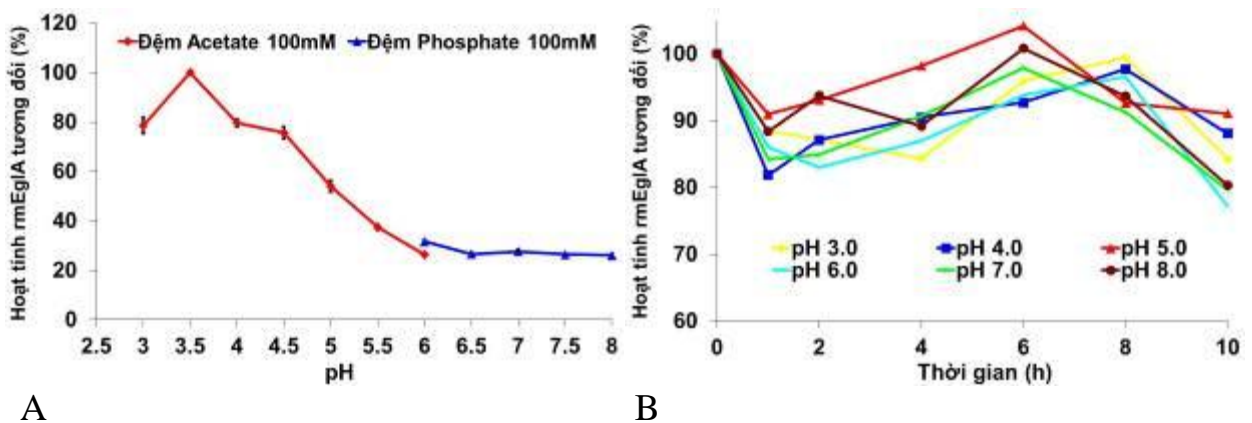 Hoạt tính rmEglA tương đối (%)
120
100
80
60
40
20
0
Đệm Acetate 100mM Đệm Phosphate 100mM
2.5 3 3.5 4 4.5 5 5.5 6 6.5 7 7.5 8
pH
A
Hoạt tính rmEglA tương đối (%)
100
90
80
70
60
pH 3.0 pH 4.0 pH 5.0
pH 6.0 pH 7.0 pH 8.0
0 2 4 6 8 10
Thời gian (h)
B